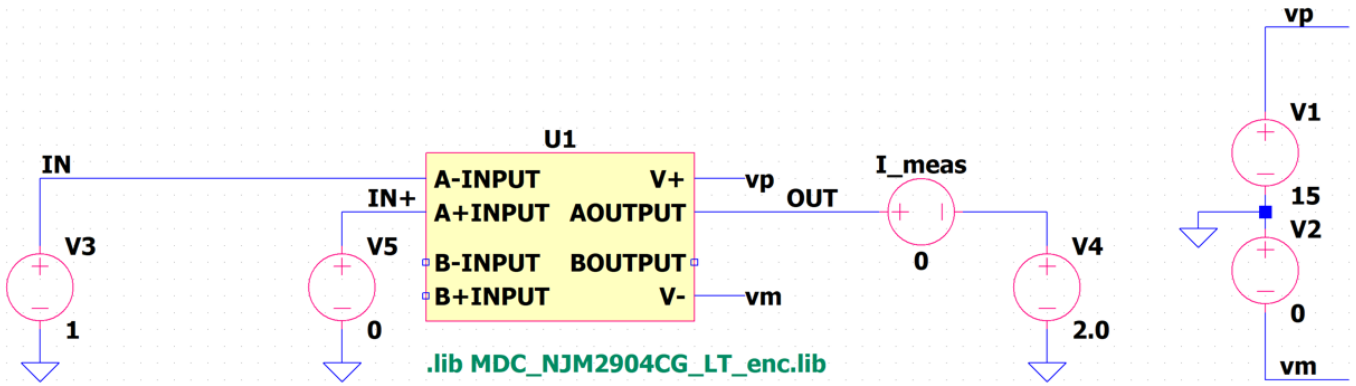 vp
V1
15
V2
0
vm
U1
IN
A-INPUT
V+
vp
I_meas
IN+
A+INPUT
AOUTPUT
OUT
V3
V5
B-INPUT
BOUTPUT
0
V4
B+INPUT
V-
vm
1
0
2.0
.lib MDC_NJM2904CG_LT_enc.lib